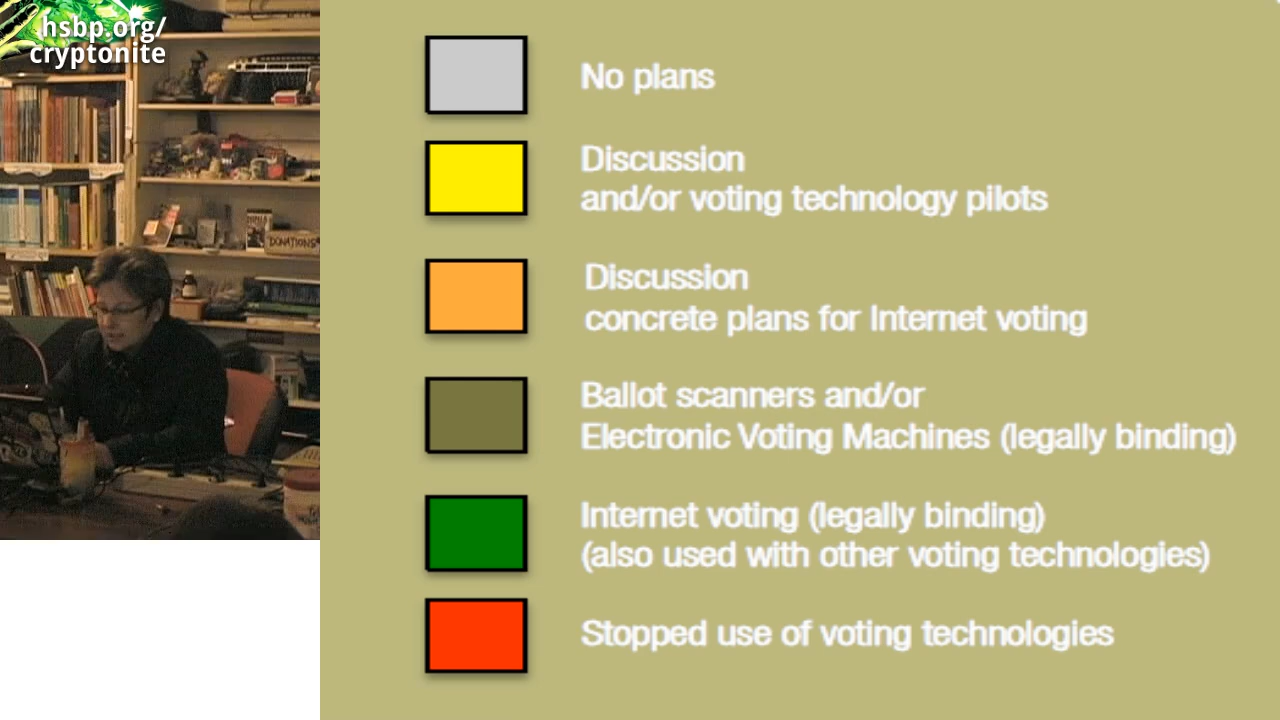 hsbp.org/
cryptonite
DONATIONS
No plans
Discussion
and/or voting technology pilots
Discussion
concrete plans for Internet voting
Ballot scanners and/or
Electronic Voting Machines (legally binding)
Internet voting (legally binding)
(also used with other voting technologies)
Stopped use of voting technologies